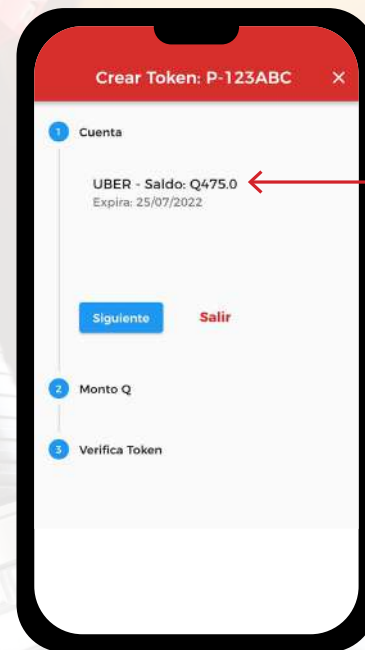 Crear Token: P-123ABC ×
1 Cuenta
UBER - Saldo: Q475.0
Expira: 25/07/2022
Siguiente Salir
2 Monto Q
3 Verifica Token